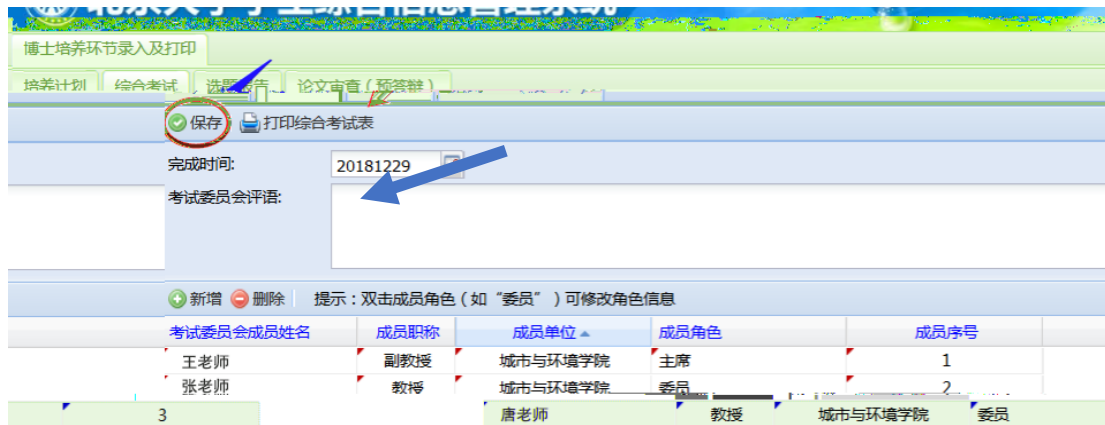 博士培养环节录入及打印
培养计划 综合考试 选题报告 论文审查(预答辩)
保存 打印综合考试表
完成时间: 20181229
考试委员会评语:
新增 删除 提示:双击成员角色(如“委员”)可修改角色信息
考试委员会成员姓名 成员职称 成员单位 成员角色 成员序号
王老师 副教授 城市与环境学院 主席 1
张老师 教授 城市与环境学院 委员 2
3 唐老师 教授 城市与环境学院 委员